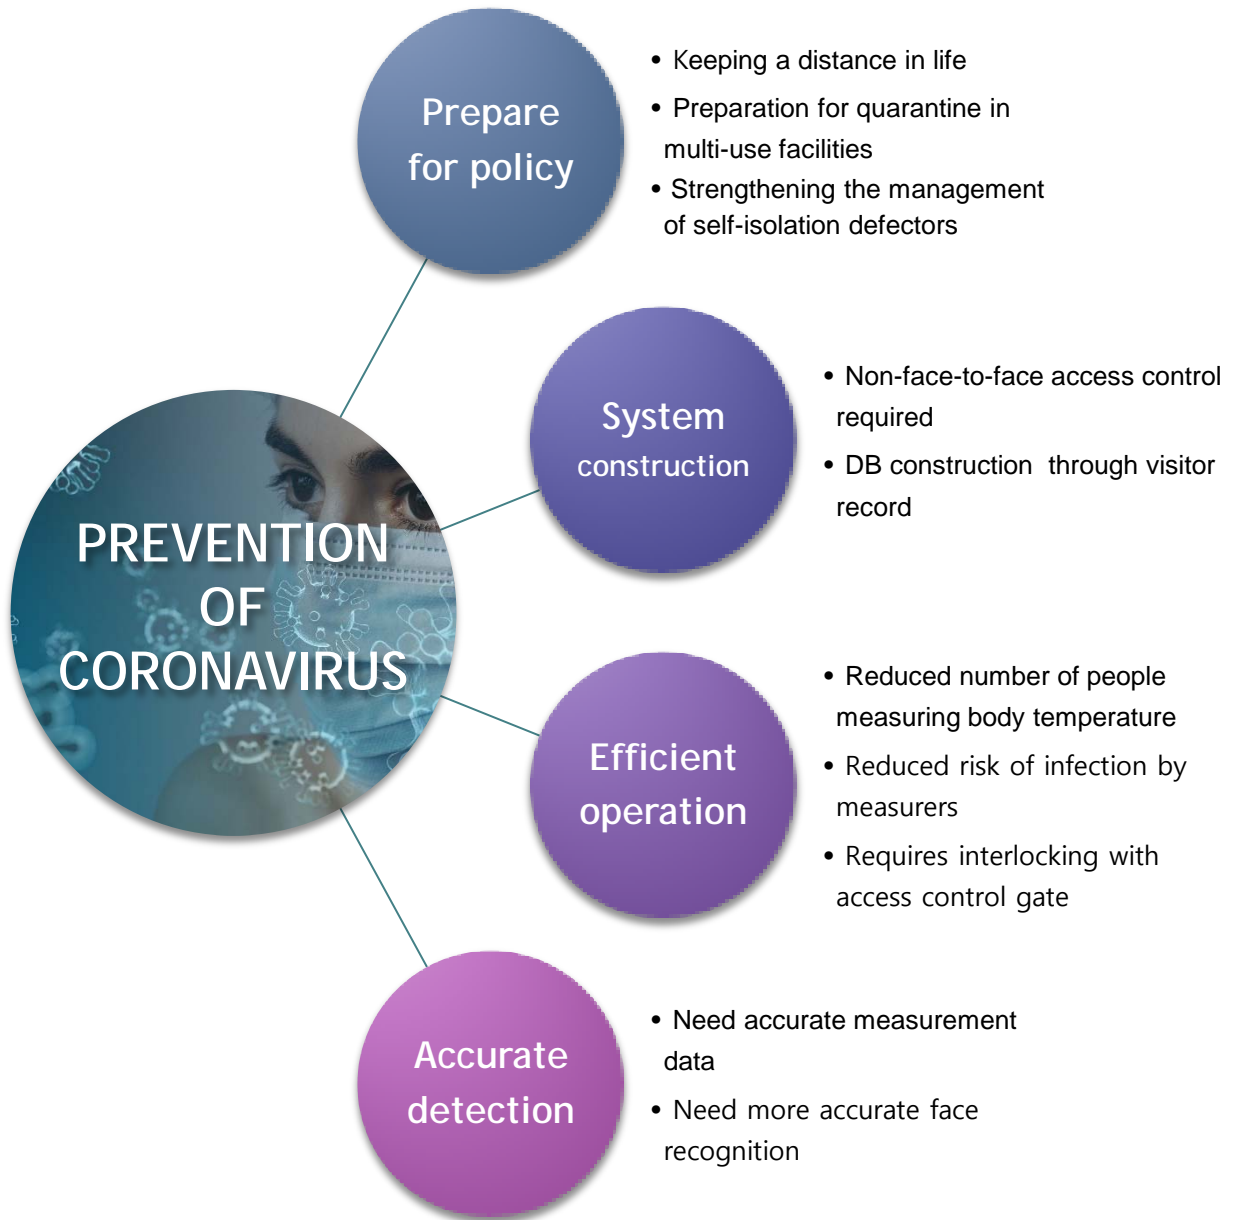 PREVENTION
OF
CORONAVIRUS
Prepare
for policy
• Keeping a distance in life
• Preparation for quarantine in
multi-use facilities
• Strengthening the management
of self-isolation defectors
System
construction
• Non-face-to-face access control
required
• DB construction through visitor
record
Efficient
operation
• Reduced number of people
measuring body temperature
• Reduced risk of infection by
measurers
• Requires interlocking with
access control gate
Accurate
detection
• Need accurate measurement
data
• Need more accurate face
recognition